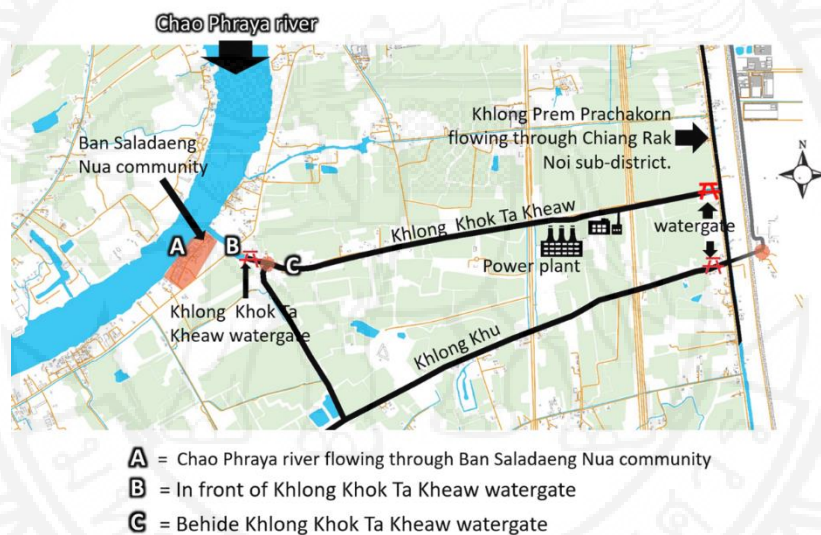 Chao Phraya river
Ban Saladaeng
Nua community
Khlong Prem Prachakorn
flowing through Chiang Rak
Noi sub-district.
N
A
B
C
Khlong Khok Ta Kheaw
watergate
Power plant
Khlong Khok Ta
Kheaw watergate
Khlong Khu
A = Chao Phraya river flowing through Ban Saladaeng Nua community
B = In front of Khlong Khok Ta Kheaw watergate
C = Behide Khlong Khok Ta Kheaw watergate